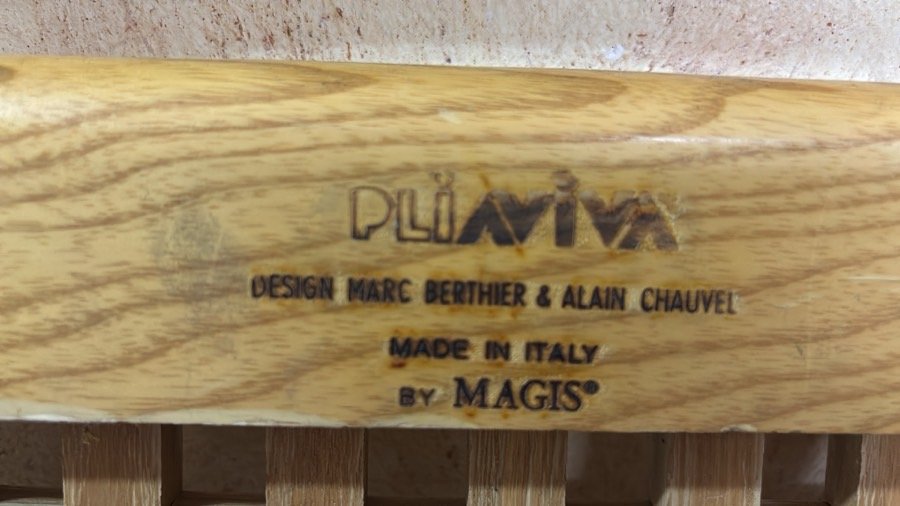 PLiAViVA
DESIGN MARC BERTHIER & ALAIN CHAUVEL
MADE IN ITALY
BY MAGIS®